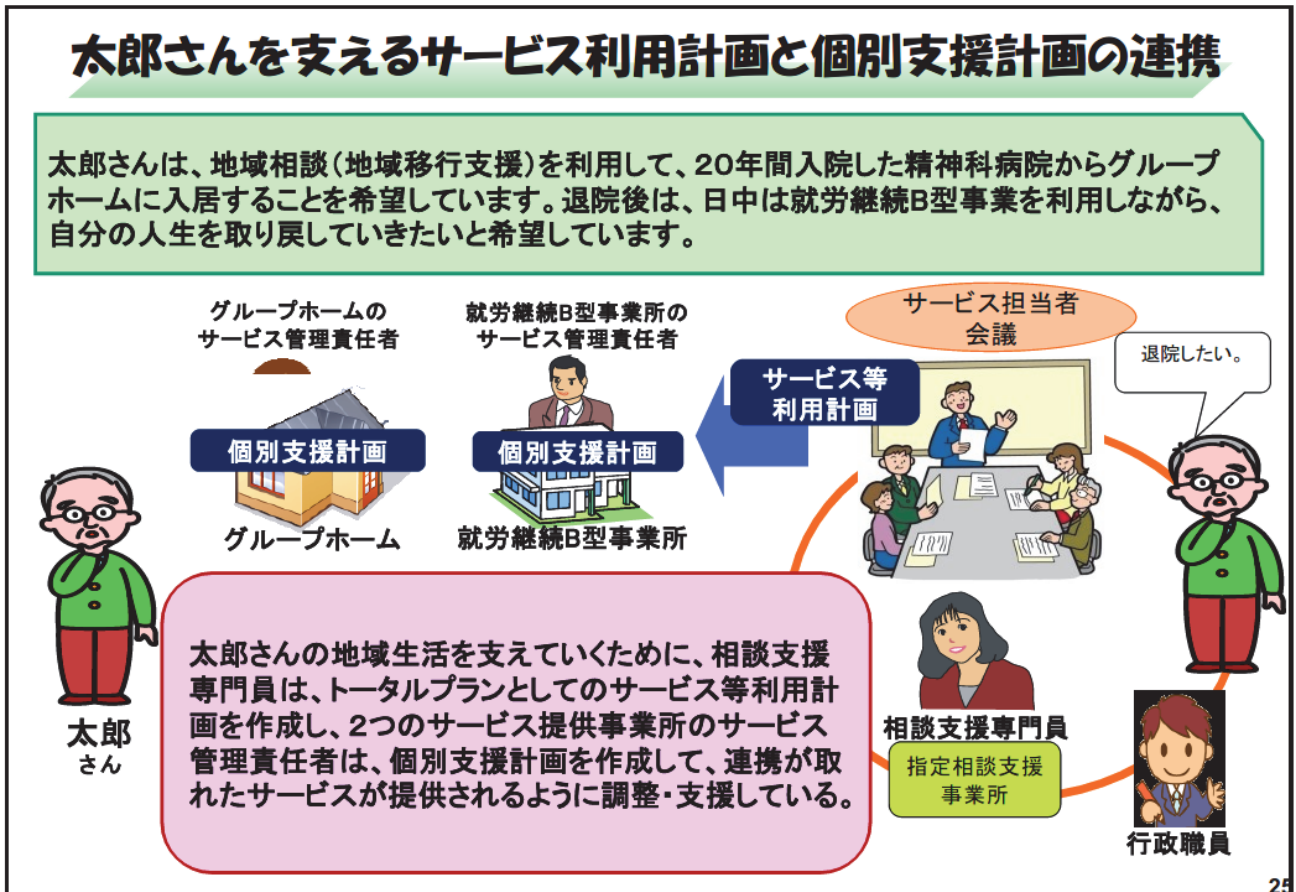 太郎さんを支えるサービス利用計画と個別支援計画の連携
太郎さんは、地域相談（地域移行支援）を利用して、２０年間入院した精神科病院からグループ
ホームに入居することを希望しています。退院後は、日中は就労継続Ｂ型事業を利用しながら、
自分の人生を取り戻していきたいと希望しています。
グループホームの
サービス管理責任者
就労継続B型事業所の
サービス管理責任者
サービス担当者
会議
退院したい。
サービス等
利用計画
個別支援計画
個別支援計画
グループホーム
就労継続B型事業所
太郎
さん
太郎さんの地域生活を支えていくために、相談支援
専門員は、トータルプランとしてのサービス等利用計
画を作成し、２つのサービス提供事業所のサービス
管理責任者は、個別支援計画を作成して、連携が取
れたサービスが提供されるように調整・支援している。
相談支援専門員
指定相談支援
事業所
行政職員
25